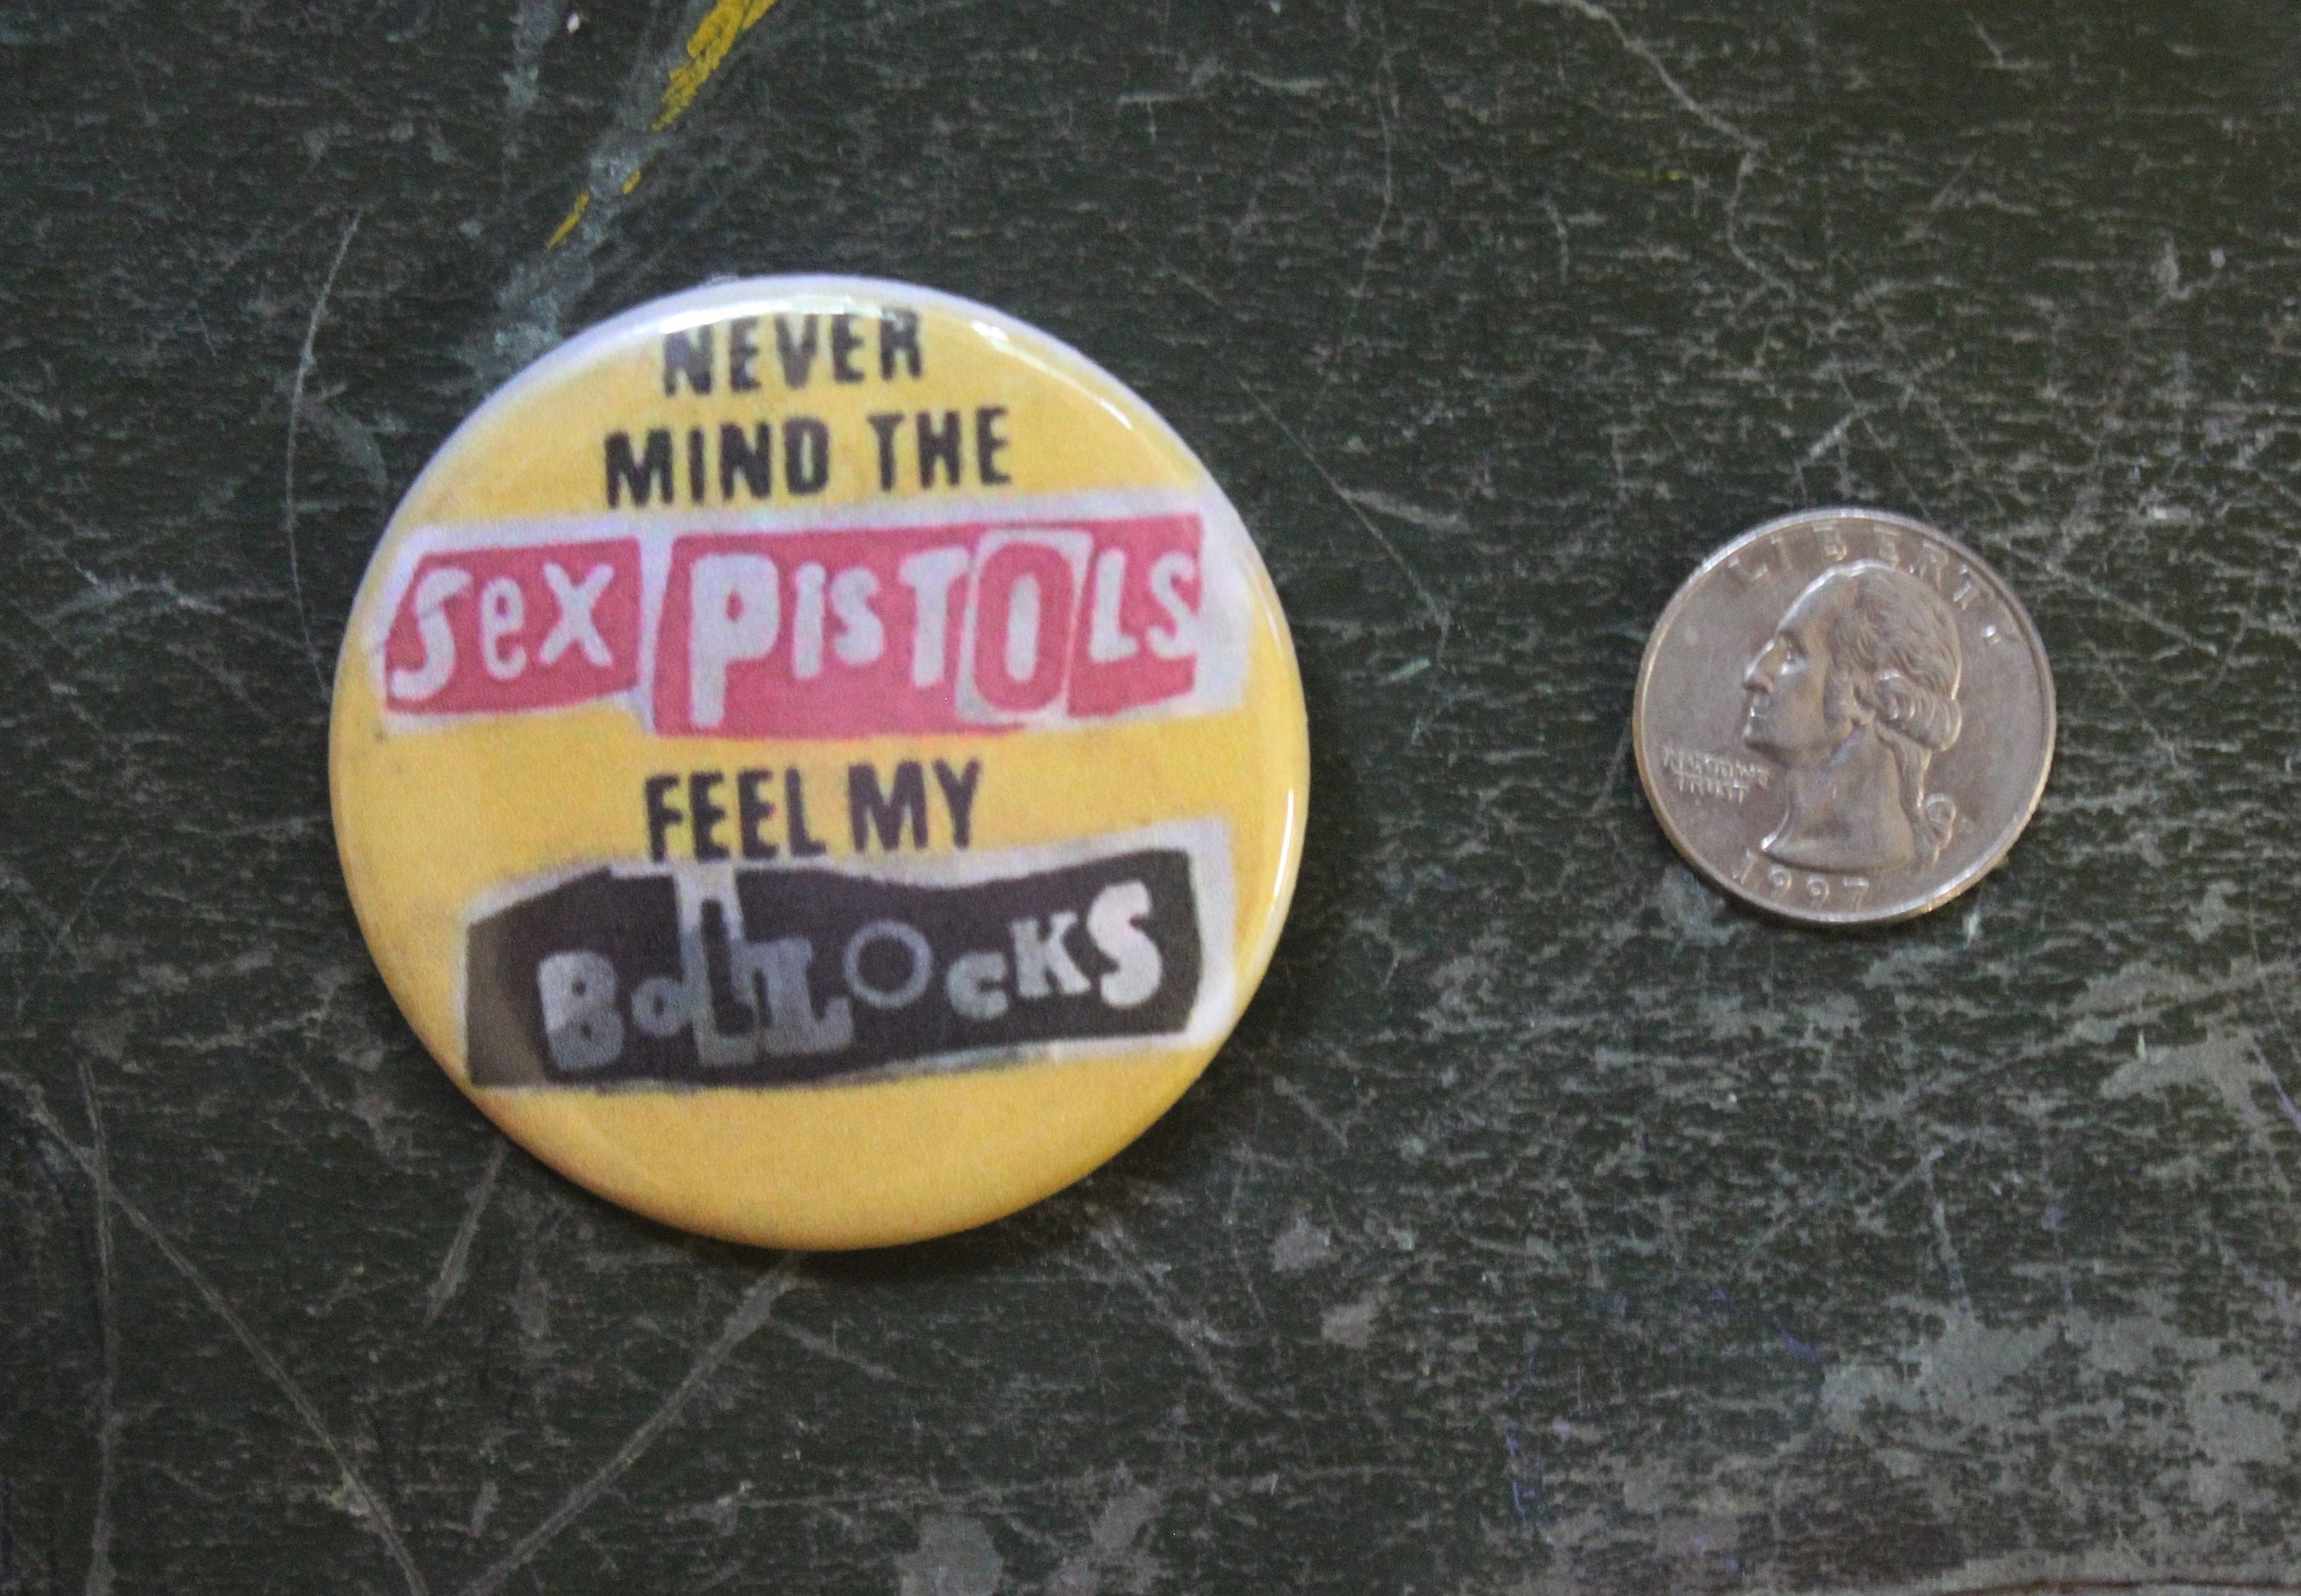 NEVER
MIND THE
Sex PisTOLS
FEEL MY
BollOcKS
LIBERTY
IN GOD WE
TRUST
1997